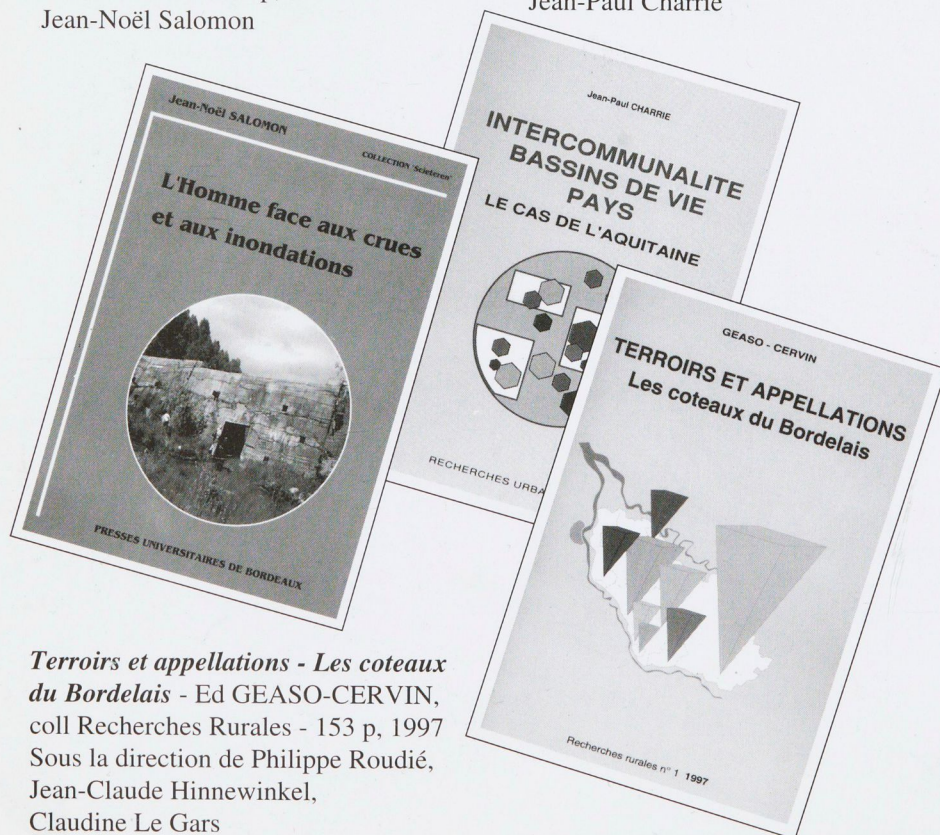 Jean-Noël Salomon
Jean-Paul Charrié
Jean-Noël SALOMON
COLLECTION "Scieteren"
L'Homme face aux crues
et aux inondations
PRESSES UNIVERSITAIRES DE BORDEAUX
Jean-Paul CHARRIE
INTERCOMMUNALITE
BASSINS DE VIE
PAYS
LE CAS DE L'AQUITAINE
RECHERCHES
GEASO - CERVIN
TERROIRS ET APPELLATIONS
Les coteaux du Bordelais
Recherches rurales n° 1 1997
Terroirs et appellations - Les coteaux
du Bordelais - Ed GEASO-CERVIN,
coll Recherches Rurales - 153 p, 1997
Sous la direction de Philippe Roudié,
Jean-Claude Hinnewinkel,
Claudine Le Gars